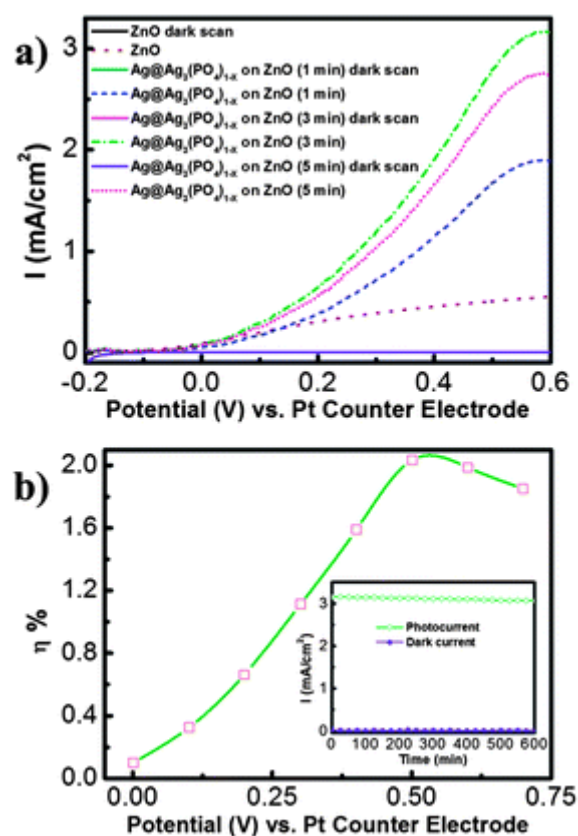 a)
ZnO dark scan
ZnO
Ag@Ag₃(PO₄)₁₋ₓ on ZnO (1 min) dark scan
Ag@Ag₃(PO₄)₁₋ₓ on ZnO (1 min)
Ag@Ag₃(PO₄)₁₋ₓ on ZnO (3 min) dark scan
Ag@Ag₃(PO₄)₁₋ₓ on ZnO (3 min)
Ag@Ag₃(PO₄)₁₋ₓ on ZnO (5 min) dark scan
Ag@Ag₃(PO₄)₁₋ₓ on ZnO (5 min)
I (mA/cm²)
3
2
1
0
-0.2 0.0 0.2 0.4 0.6
Potential (V) vs. Pt Counter Electrode
b)
η %
2.0
1.6
1.2
0.8
0.4
0.0
I (mA/cm²)
3
2
1
0
Photocurrent
Dark current
0 100 200 300 400 500 600
Time (min)
0.00 0.25 0.50 0.75
Potential (V) vs. Pt Counter Electrode